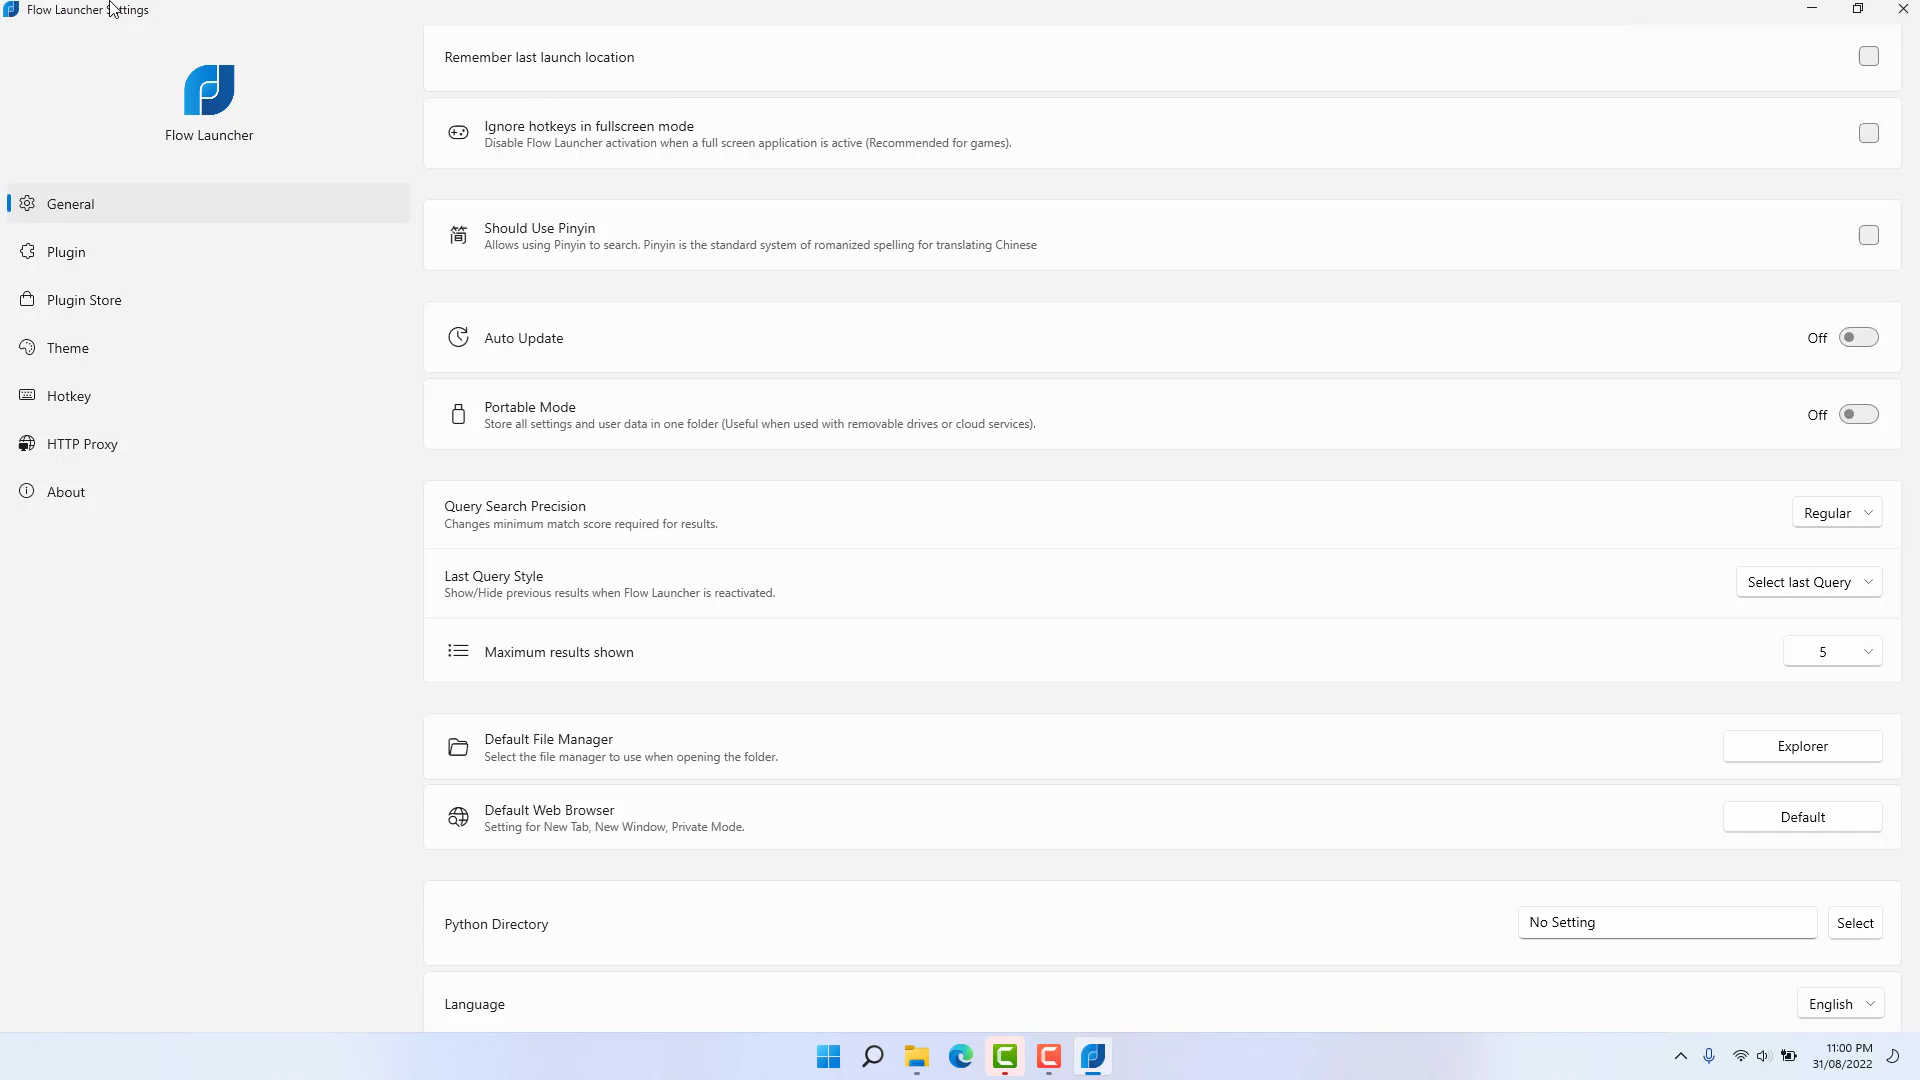 Flow Launcher Settings
Flow Launcher
General
Plugin
Plugin Store
Theme
Hotkey
HTTP Proxy
About
Remember last launch location
Ignore hotkeys in fullscreen mode
Disable Flow Launcher activation when a full screen application is active (Recommended for games).
简
Should Use Pinyin
Allows using Pinyin to search. Pinyin is the standard system of romanized spelling for translating Chinese
Auto Update
Off
Portable Mode
Store all settings and user data in one folder (Useful when used with removable drives or cloud services).
Off
Query Search Precision
Changes minimum match score required for results.
Regular
Last Query Style
Show/Hide previous results when Flow Launcher is reactivated.
Select last Query
Maximum results shown
5
Default File Manager
Select the file manager to use when opening the folder.
Explorer
Default Web Browser
Setting for New Tab, New Window, Private Mode.
Default
Python Directory
No Setting
Select
Language
English
11:00 PM
31/08/2022